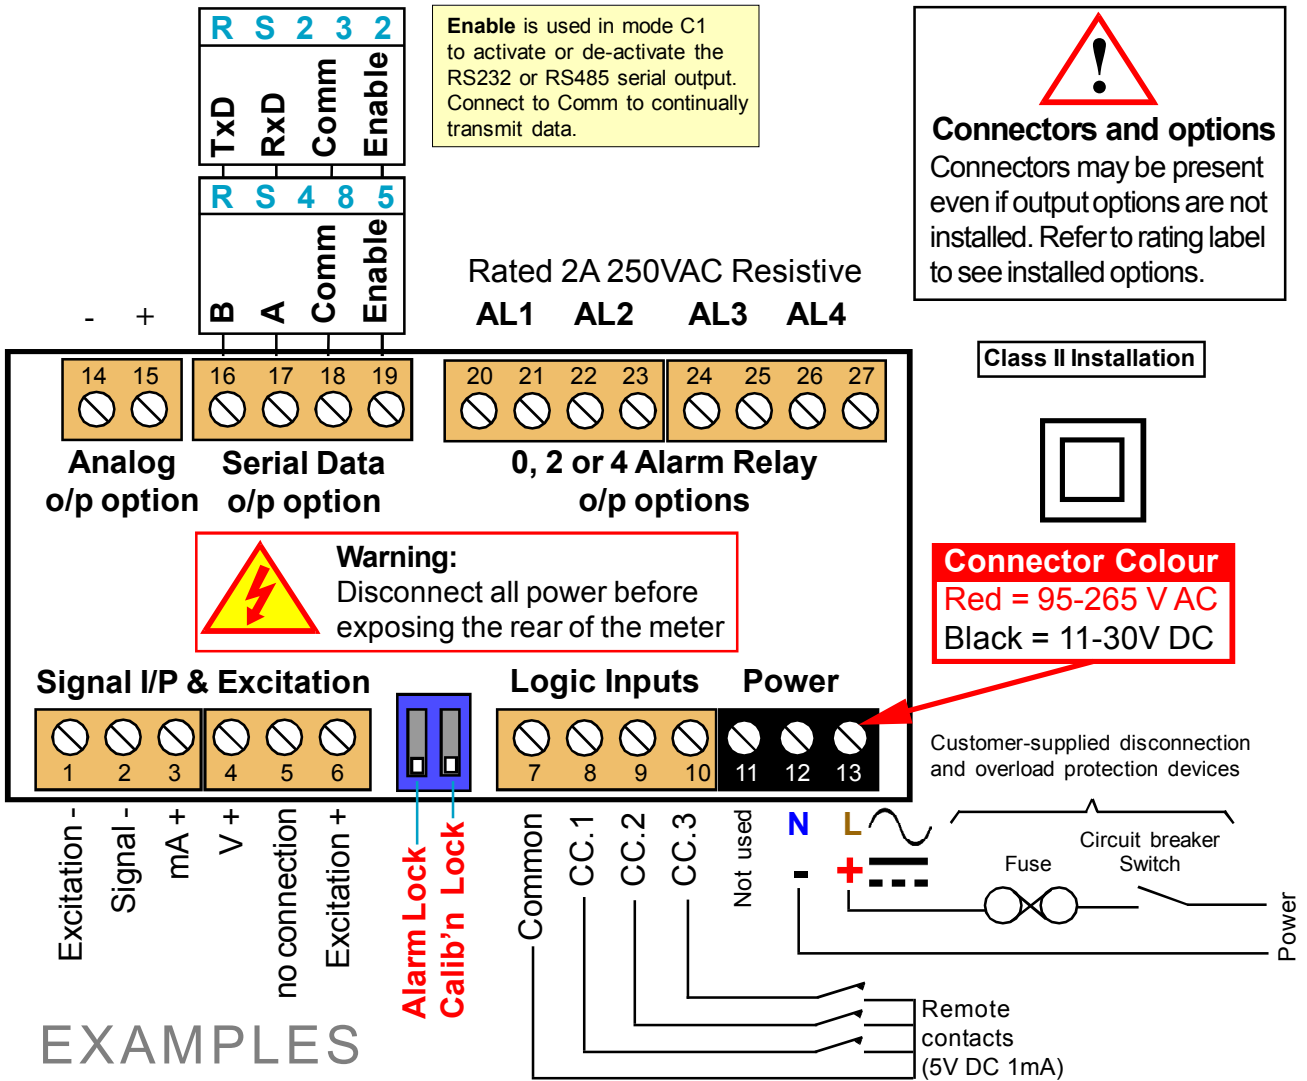 R S 2 3 2
TxD
RxD
Comm
Enable
R S 4 8 5
B
A
Comm
Enable
Enable is used in mode C1
to activate or de-activate the
RS232 or RS485 serial output.
Connect to Comm to continually
transmit data.
!
Connectors and options
Connectors may be present
even if output options are not
installed. Refer to rating label
to see installed options.
Rated 2A 250VAC Resistive
AL1 AL2 AL3 AL4
- +
14 15 16 17 18 19 20 21 22 23 24 25 26 27
Analog
o/p option
Serial Data
o/p option
0, 2 or 4 Alarm Relay
o/p options
Class II Installation
Warning:
Disconnect all power before
exposing the rear of the meter
Connector Colour
Red = 95-265 V AC
Black = 11-30V DC
Signal I/P & Excitation
Logic Inputs
Power
1 2 3 4 5 6
7 8 9 10 11 12 13
Excitation -
Signal -
mA +
V +
no connection
Excitation +
Alarm Lock
Calib'n Lock
Common
CC.1
CC.2
CC.3
Not used
N L
- +
Customer-supplied disconnection
and overload protection devices
Fuse
Circuit breaker
Switch
Power
Remote
contacts
(5V DC 1mA)
EXAMPLES